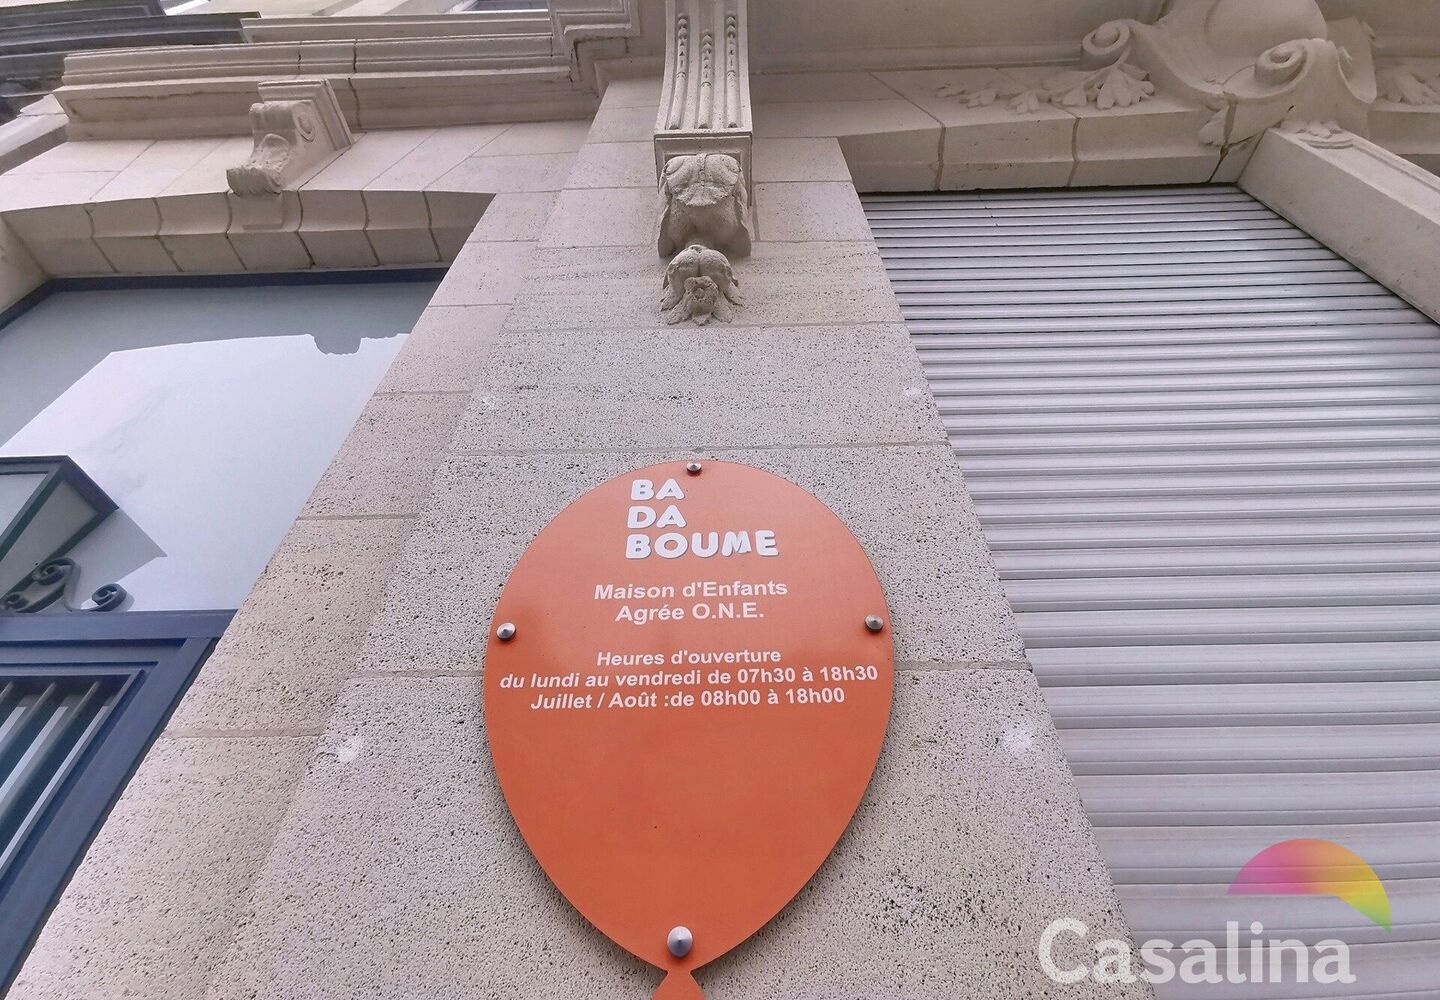 BA
DA
BOUME
Maison d'Enfants
Agrée O.N.E.
Heures d'ouverture
du lundi au vendredi de 07h30 à 18h30
Juillet / Août :de 08h00 à 18h00
Casalina